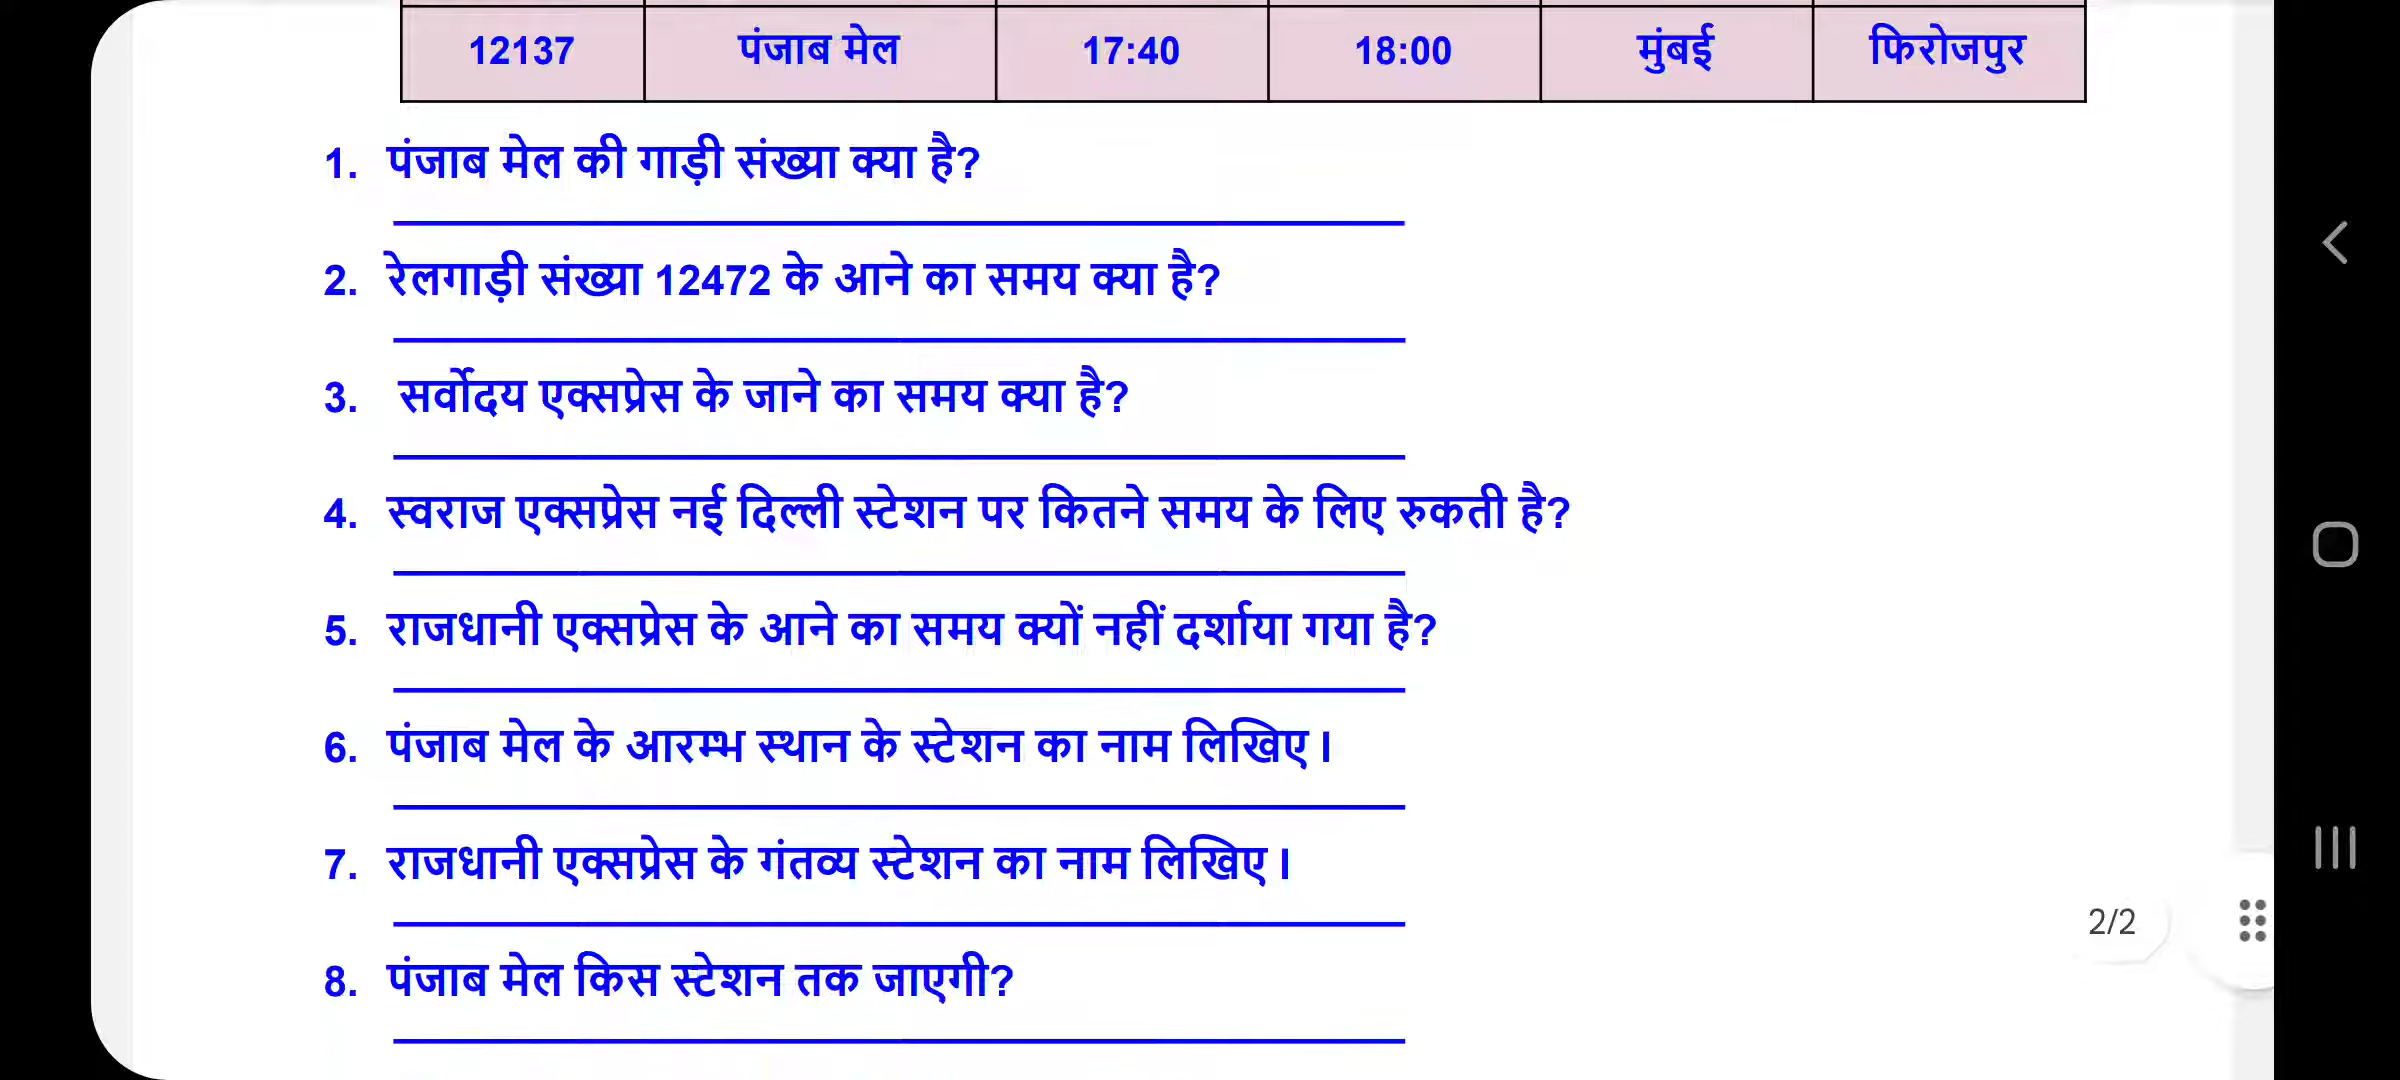 12137 पंजाब मेल 17:40 18:00 मुंबई फिरोजपुर
1. पंजाब मेल की गाड़ी संख्या क्या है?
2. रेलगाड़ी संख्या 12472 के आने का समय क्या है?
3. सर्वोदय एक्सप्रेस के जाने का समय क्या है?
4. स्वराज एक्सप्रेस नई दिल्ली स्टेशन पर कितने समय के लिए रुकती है?
5. राजधानी एक्सप्रेस के आने का समय क्यों नहीं दर्शाया गया है?
6. पंजाब मेल के आरम्भ स्थान के स्टेशन का नाम लिखिए।
7. राजधानी एक्सप्रेस के गंतव्य स्टेशन का नाम लिखिए।
2/2
8. पंजाब मेल किस स्टेशन तक जाएगी?